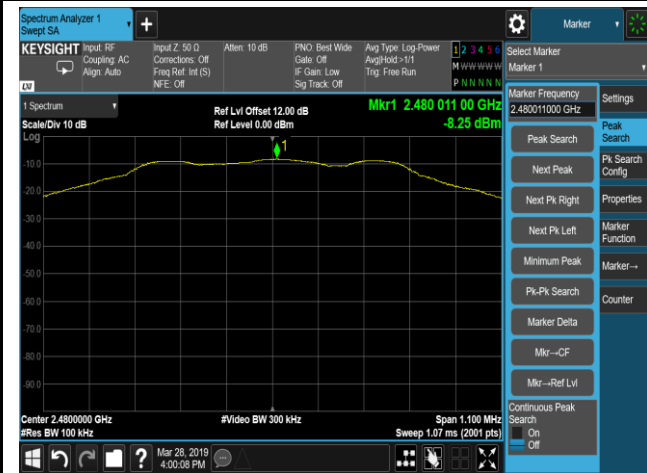 Spectrum Analyzer 1
Swept SA
+
Marker
KEYSIGHT
Input: RF
Coupling: AC
Align: Auto
Input Z: 50 Ω
Corrections: Off
Freq Ref: Int (S)
NFE: Off
Atten: 10 dB
PNO: Best Wide
Gate: Off
IF Gain: Low
Sig Track: Off
Avg Type: Log-Power
Avg|Hold:>1/1
Trig: Free Run
1 2 3 4 5 6
M W W W W W
P N N N N N
LXI
Select Marker
Marker 1
1 Spectrum
Scale/Div 10 dB
Ref Lvl Offset 12.00 dB
Ref Level 0.00 dBm
Mkr1 2.480 011 00 GHz
-8.25 dBm
Log
1
-10.0
-20.0
-30.0
-40.0
-50.0
-60.0
-70.0
-80.0
-90.0
Center 2.4800000 GHz
#Res BW 100 kHz
#Video BW 300 kHz
Span 1.100 MHz
Sweep 1.07 ms (2001 pts)
Marker Frequency
2.480011000 GHz
Peak Search
Next Peak
Next Pk Right
Next Pk Left
Minimum Peak
Pk-Pk Search
Marker Delta
Mkr→CF
Mkr→Ref Lvl
Continuous Peak
Search
On
Off
Settings
Peak
Search
Pk Search
Config
Properties
Marker
Function
Marker→
Counter
?
Mar 28, 2019
4:00:08 PM